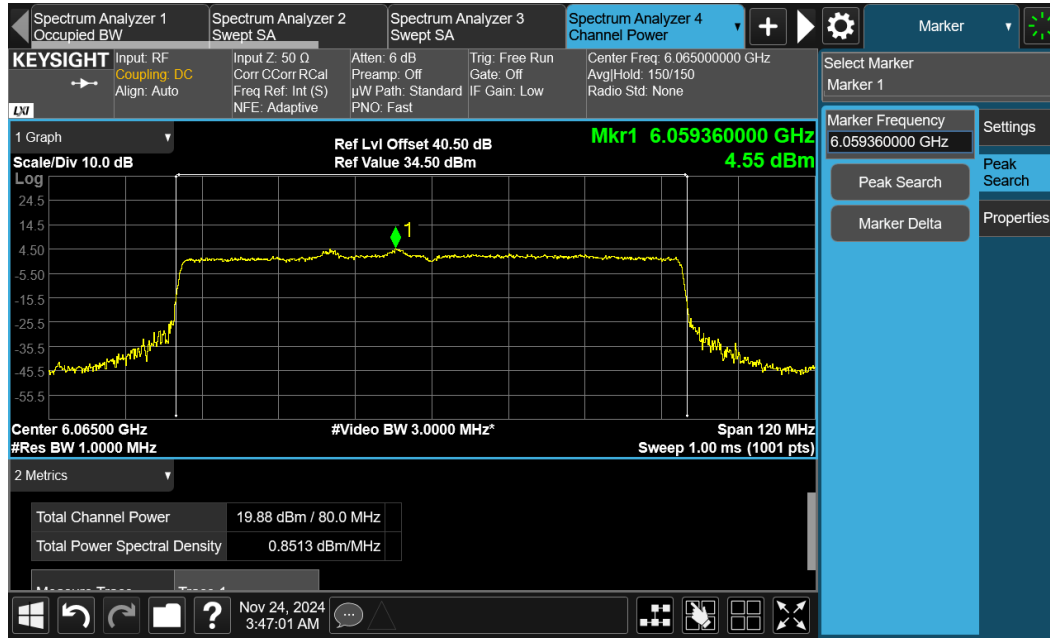 Spectrum Analyzer 1
Occupied BW
Spectrum Analyzer 2
Swept SA
Spectrum Analyzer 3
Swept SA
Spectrum Analyzer 4
Channel Power
Marker
KEYSIGHT
LXI
Input: RF
Coupling: DC
Align: Auto
Input Z: 50 Ω
Corr CCorr RCal
Freq Ref: Int (S)
NFE: Adaptive
Atten: 6 dB
Preamp: Off
µW Path: Standard
PNO: Fast
Trig: Free Run
Gate: Off
IF Gain: Low
Center Freq: 6.065000000 GHz
Avg|Hold: 150/150
Radio Std: None
Select Marker
Marker 1
Marker Frequency
6.059360000 GHz
Peak Search
Marker Delta
Settings
Peak
Search
Properties
1 Graph
Scale/Div 10.0 dB
Ref Lvl Offset 40.50 dB
Ref Value 34.50 dBm
Mkr1 6.059360000 GHz
4.55 dBm
Log
24.5
14.5
4.50
-5.50
-15.5
-25.5
-35.5
-45.5
-55.5
1
Center 6.06500 GHz
#Res BW 1.0000 MHz
#Video BW 3.0000 MHz*
Span 120 MHz
Sweep 1.00 ms (1001 pts)
2 Metrics
Total Channel Power 19.88 dBm / 80.0 MHz
Total Power Spectral Density 0.8513 dBm/MHz
Measure Trace Trace 1
Nov 24, 2024
3:47:01 AM